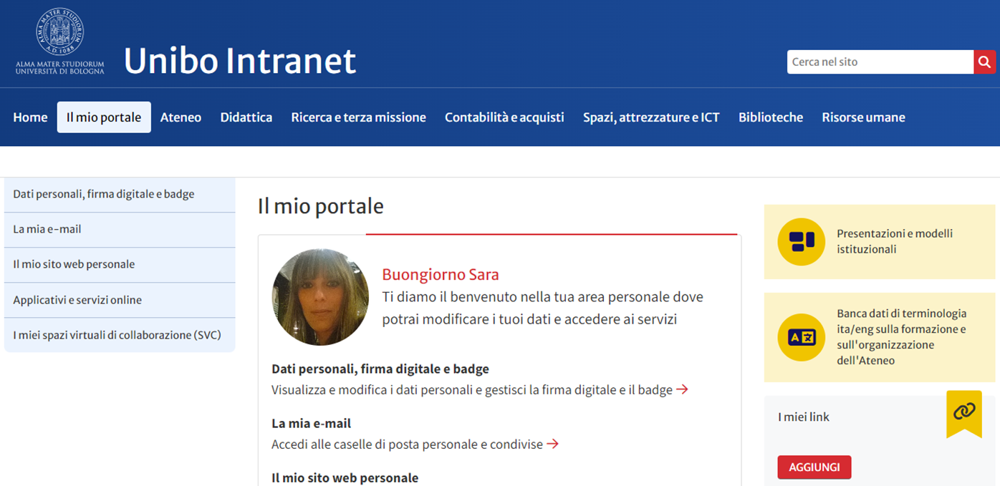 ALMA MATER STUDIORUM
A.D. 1088
ALMA MATER STUDIORUM
UNIVERSITÀ DI BOLOGNA
Unibo Intranet
Cerca nel sito
Home Il mio portale Ateneo Didattica Ricerca e terza missione Contabilità e acquisti Spazi, attrezzature e ICT Biblioteche Risorse umane
Dati personali, firma digitale e badge
La mia e-mail
Il mio sito web personale
Applicativi e servizi online
I miei spazi virtuali di collaborazione (SVC)
Il mio portale
Buongiorno Sara
Ti diamo il benvenuto nella tua area personale dove
potrai modificare i tuoi dati e accedere ai servizi
Dati personali, firma digitale e badge
Visualizza e modifica i dati personali e gestisci la firma digitale e il badge →
La mia e-mail
Accedi alle caselle di posta personale e condivise →
Il mio sito web personale
Presentazioni e modelli
istituzionali
A 文
Banca dati di terminologia
ita/eng sulla formazione e
sull'organizzazione
dell'Ateneo
I miei link
AGGIUNGI